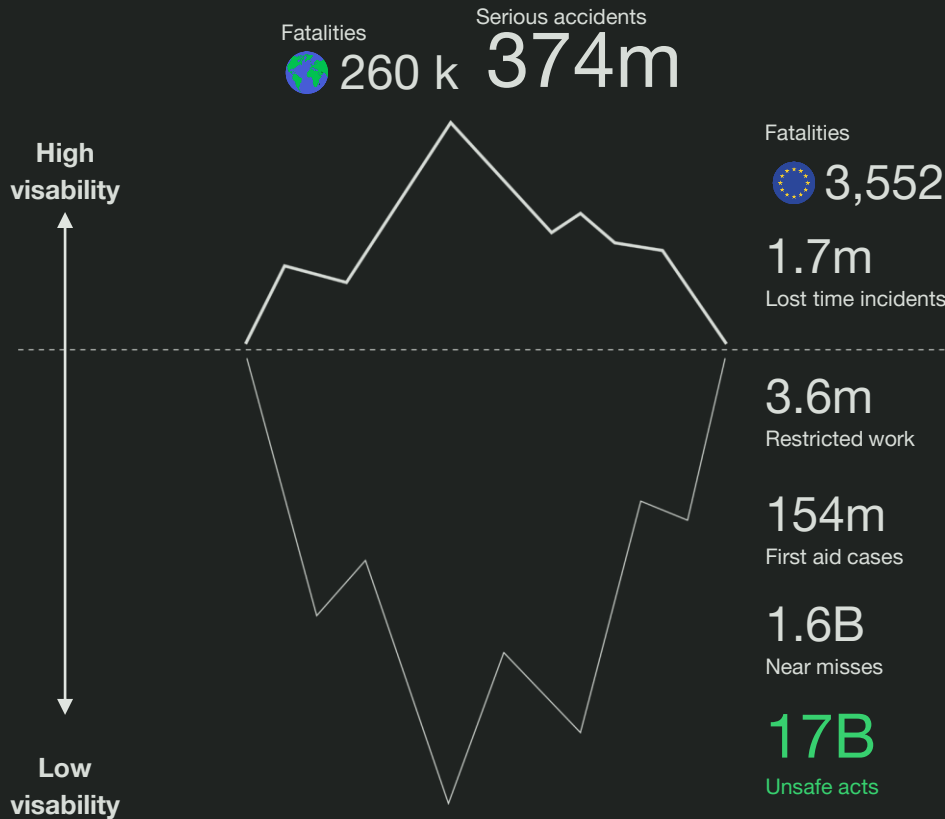 Fatalities
260 k
Serious accidents
374m
High
visability
Fatalities
3,552
1.7m
Lost time incidents
3.6m
Restricted work
154m
First aid cases
1.6B
Near misses
17B
Unsafe acts
Low
visability